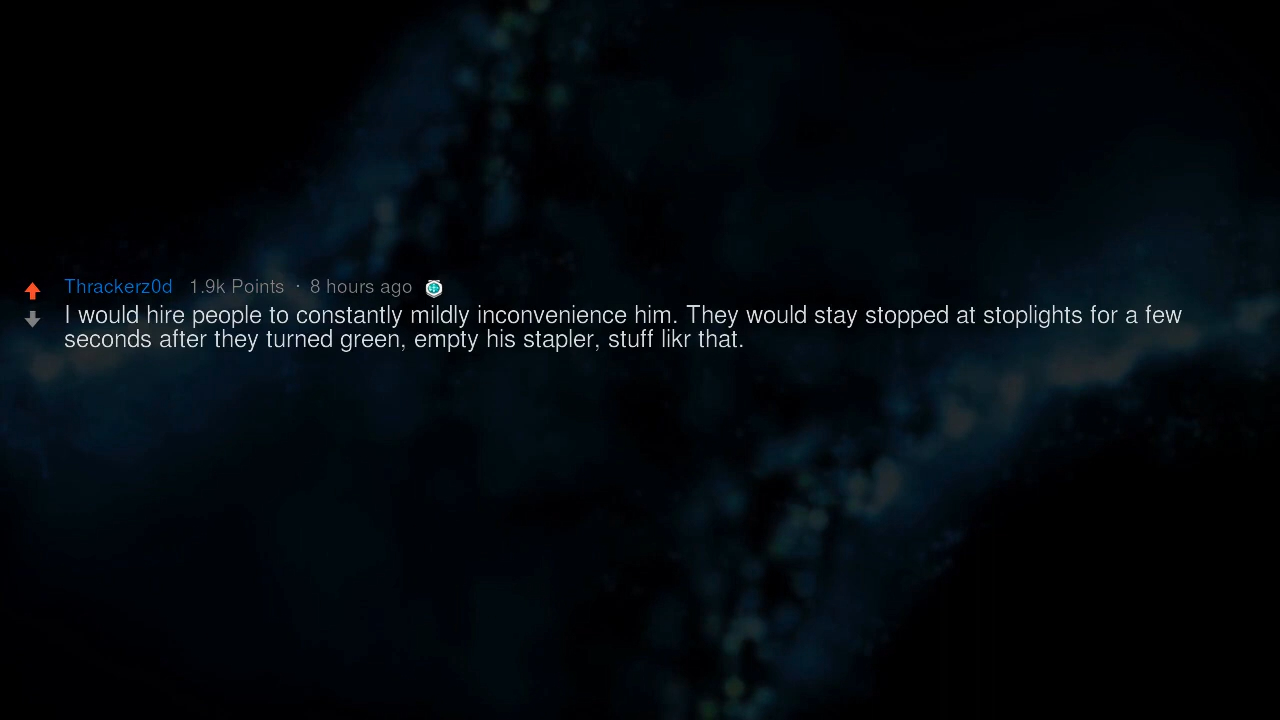 Thrackerz0d 1.9k Points · 8 hours ago
I would hire people to constantly mildly inconvenience him. They would stay stopped at stoplights for a few
seconds after they turned green, empty his stapler, stuff likr that.